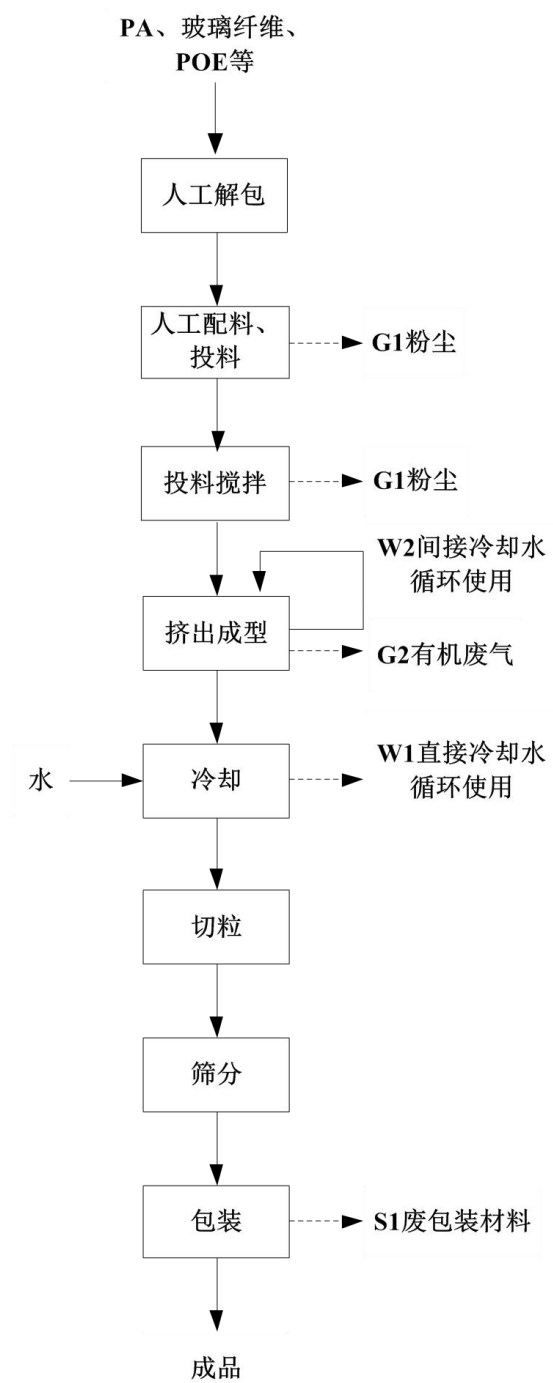 PA、玻璃纤维、
POE等
人工解包
人工配料、
投料
G1粉尘
投料搅拌
G1粉尘
W2间接冷却水
循环使用
挤出成型
G2有机废气
水
冷却
W1直接冷却水
循环使用
切粒
筛分
包装
S1废包装材料
成品